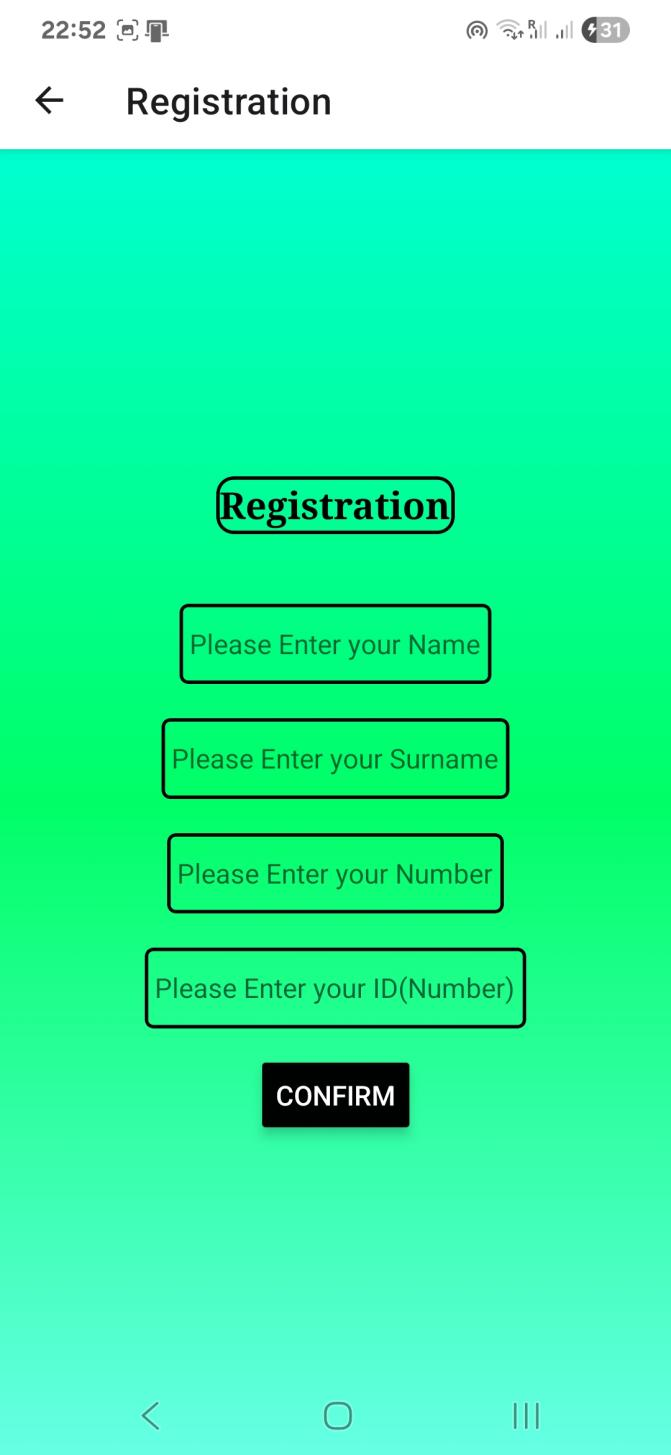 22:52
R
31
Registration
Registration
Please Enter your Name
Please Enter your Surname
Please Enter your Number
Please Enter your ID(Number)
CONFIRM